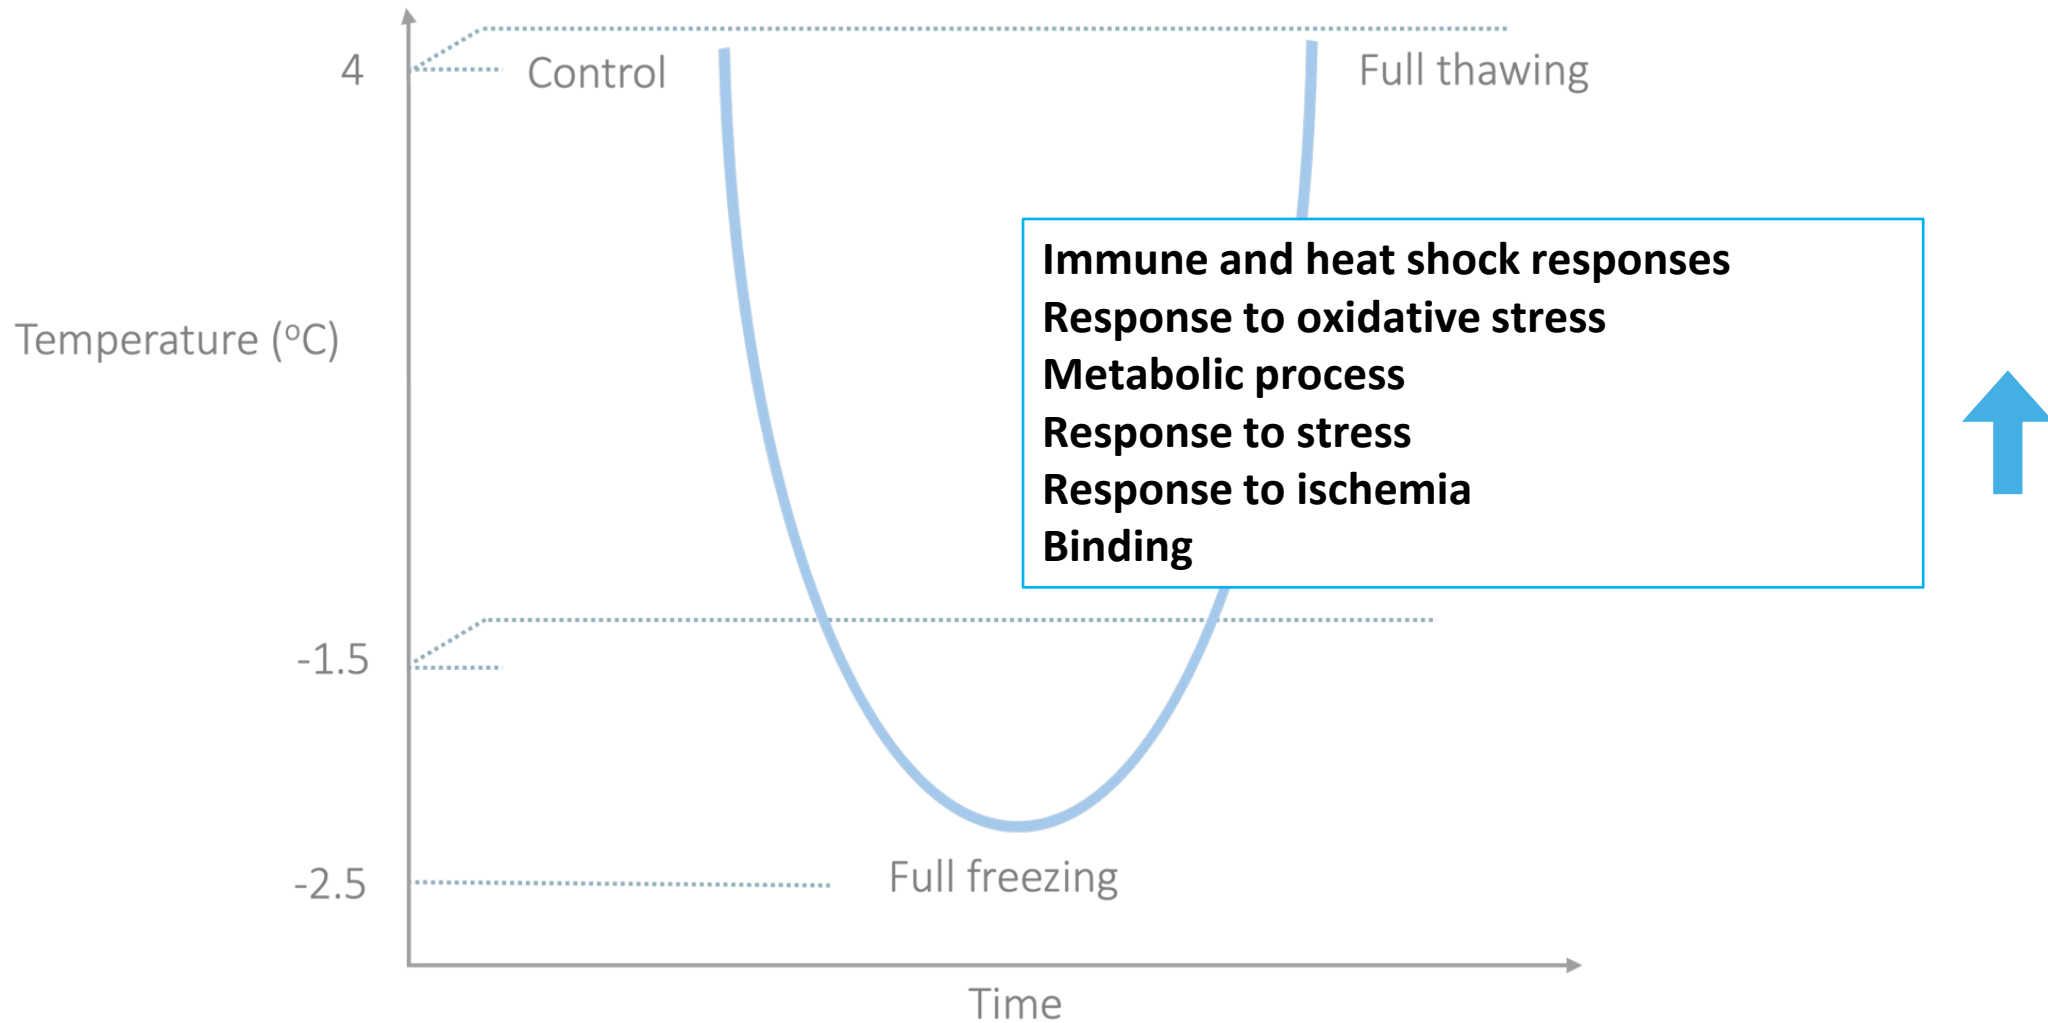 4
Control
Full thawing
Temperature (°C)
Immune and heat shock responses
Response to oxidative stress
Metabolic process
Response to stress
Response to ischemia
Binding
-1.5
-2.5
Full freezing
Time